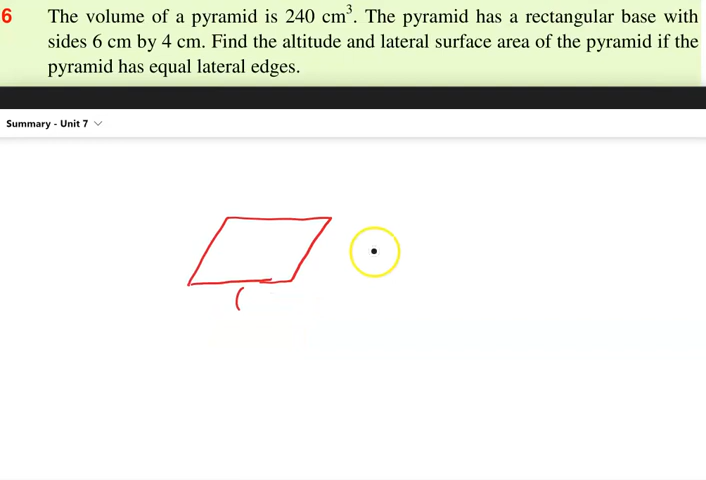 6 The volume of a pyramid is 240 cm³. The pyramid has a rectangular base with
sides 6 cm by 4 cm. Find the altitude and lateral surface area of the pyramid if the
pyramid has equal lateral edges.
Summary - Unit 7